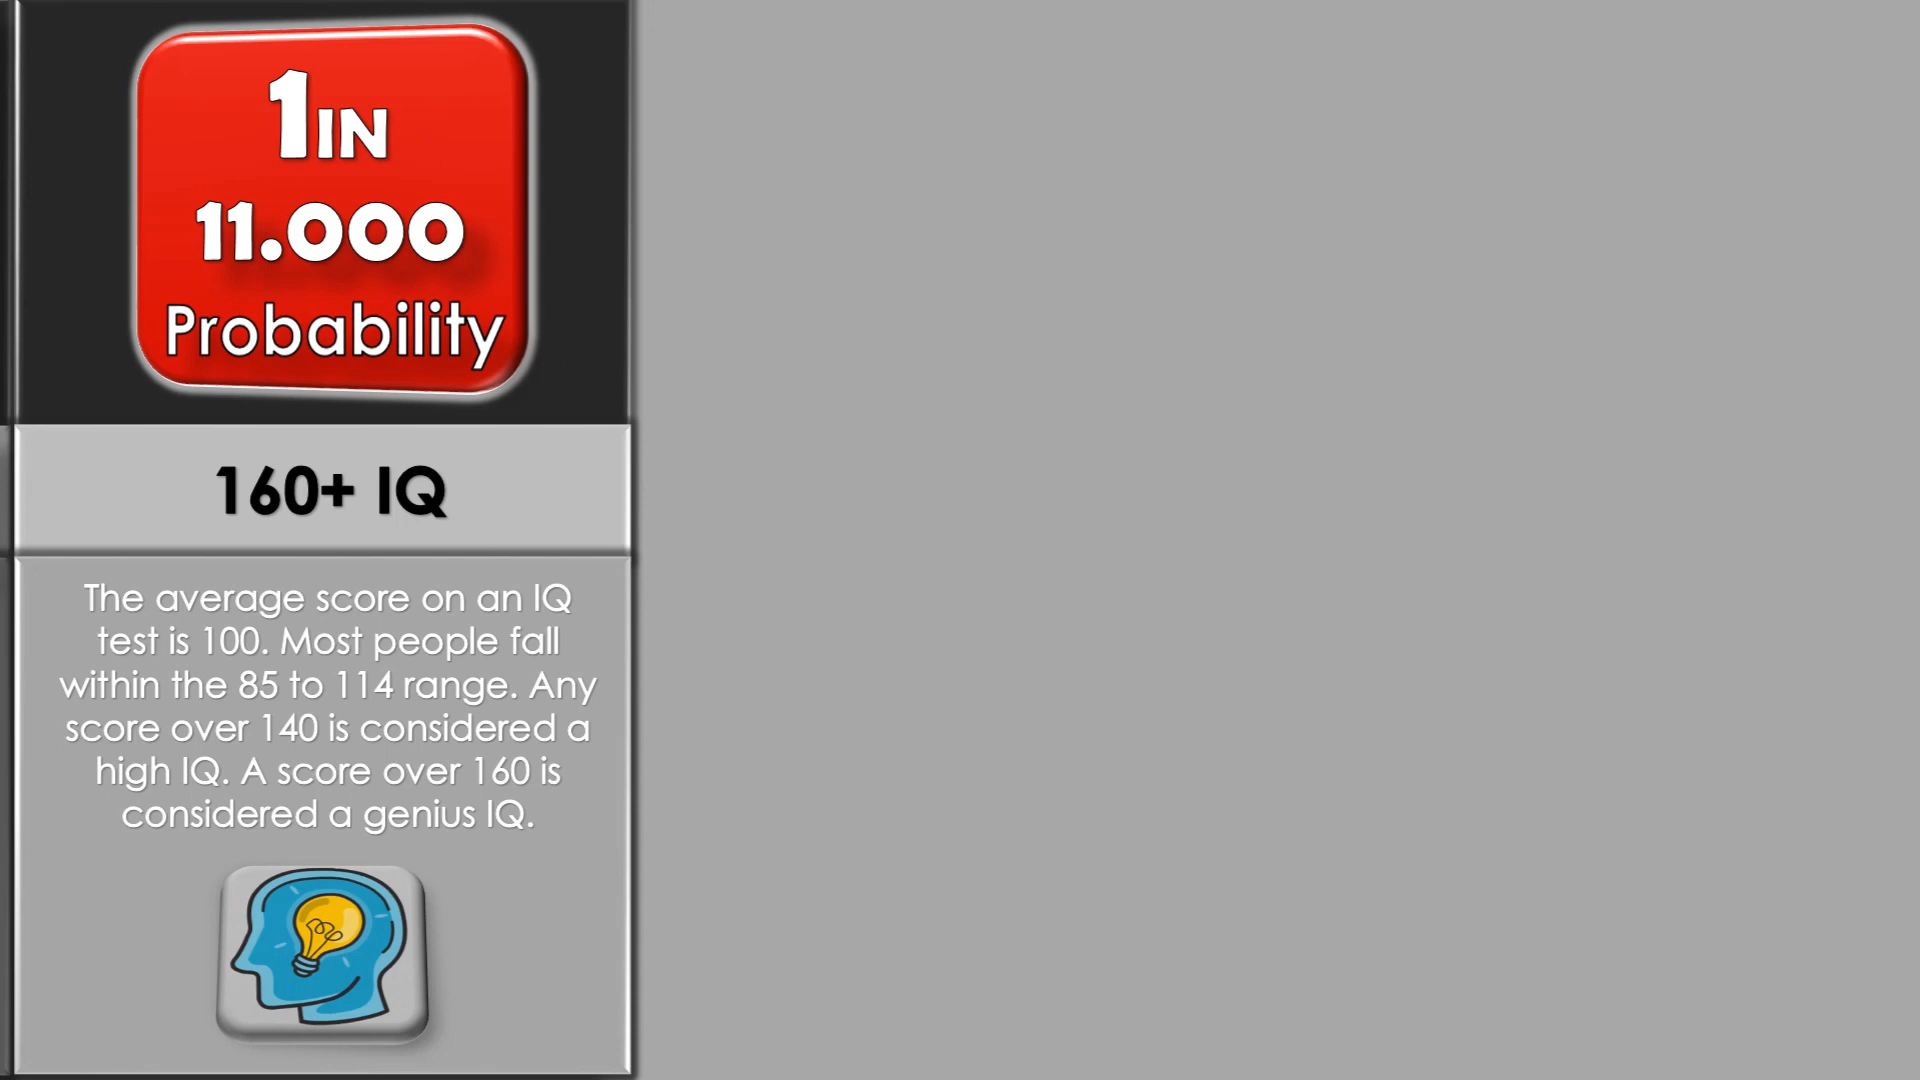 1 IN
11.000
Probability
160+ IQ
The average score on an IQ
test is 100. Most people fall
within the 85 to 114 range. Any
score over 140 is considered a
high IQ. A score over 160 is
considered a genius IQ.